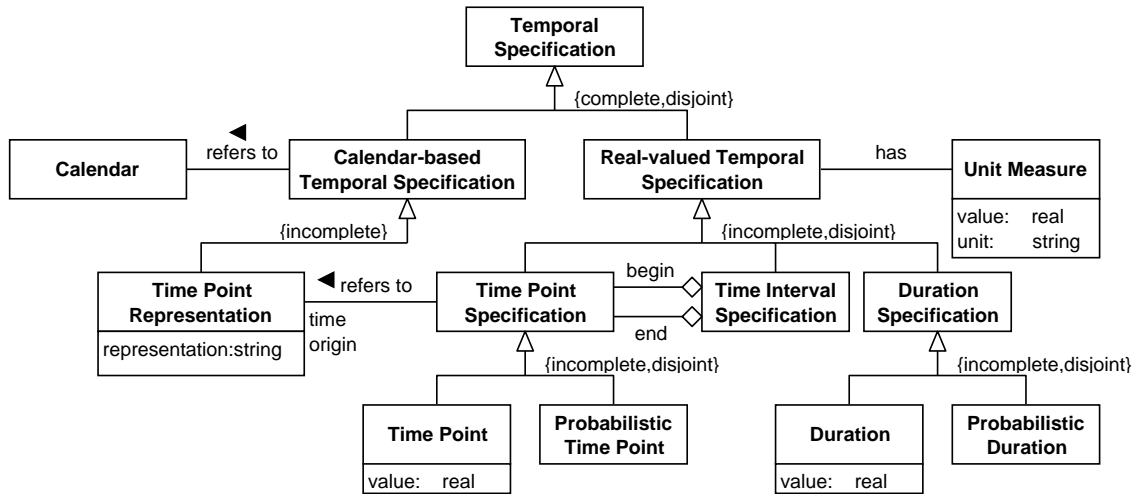 Temporal
Specification
{complete,disjoint}
Calendar
refers to
Calendar-based
Temporal Specification
Real-valued Temporal
Specification
has
Unit Measure
value: real
unit: string
{incomplete}
{incomplete,disjoint}
Time Point
Representation
representation:string
refers to
time
origin
Time Point
Specification
begin
end
Time Interval
Specification
Duration
Specification
{incomplete,disjoint}
{incomplete,disjoint}
Time Point
value: real
Probabilistic
Time Point
Duration
value: real
Probabilistic
Duration